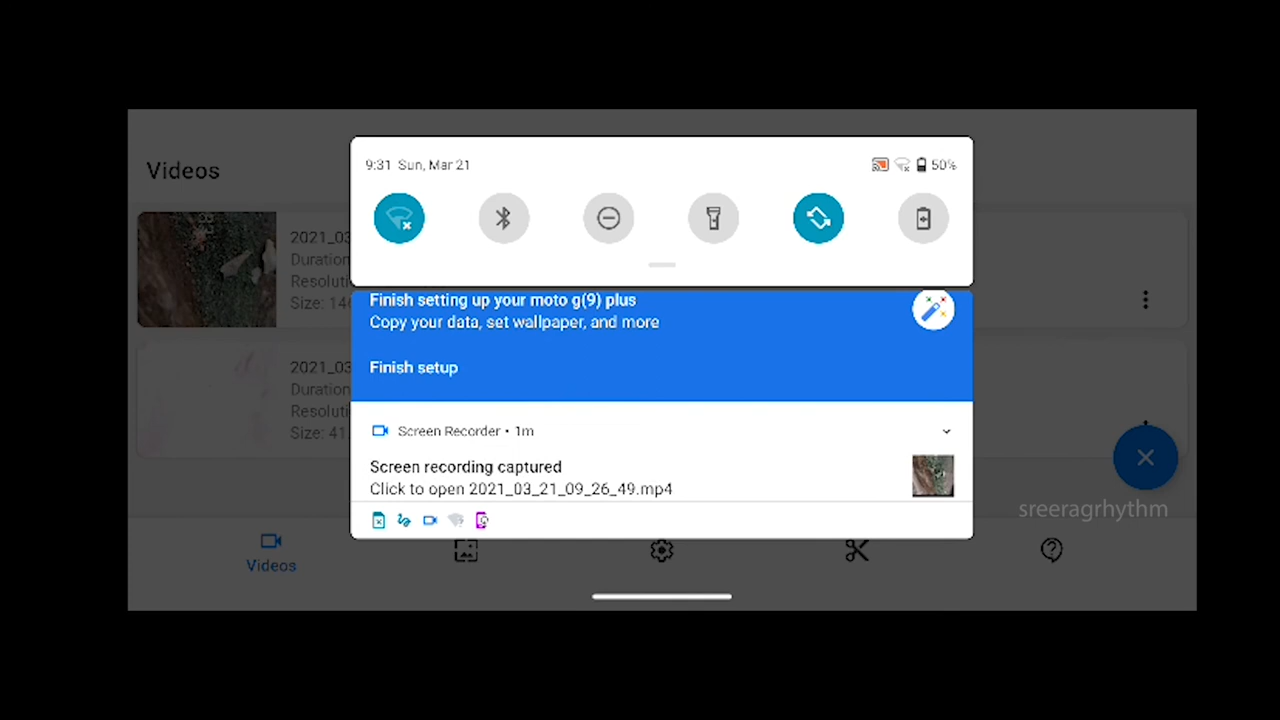 9:31 Sun, Mar 21
50%
Videos
2021_03
Duration
Resoluti
Size: 14
2021_03
Duration
Resoluti
Size: 41.
Finish setting up your moto g(9) plus
Copy your data, set wallpaper, and more
Finish setup
Screen Recorder • 1m
Screen recording captured
Click to open 2021_03_21_09_26_49.mp4
sreeragrhythm
Videos